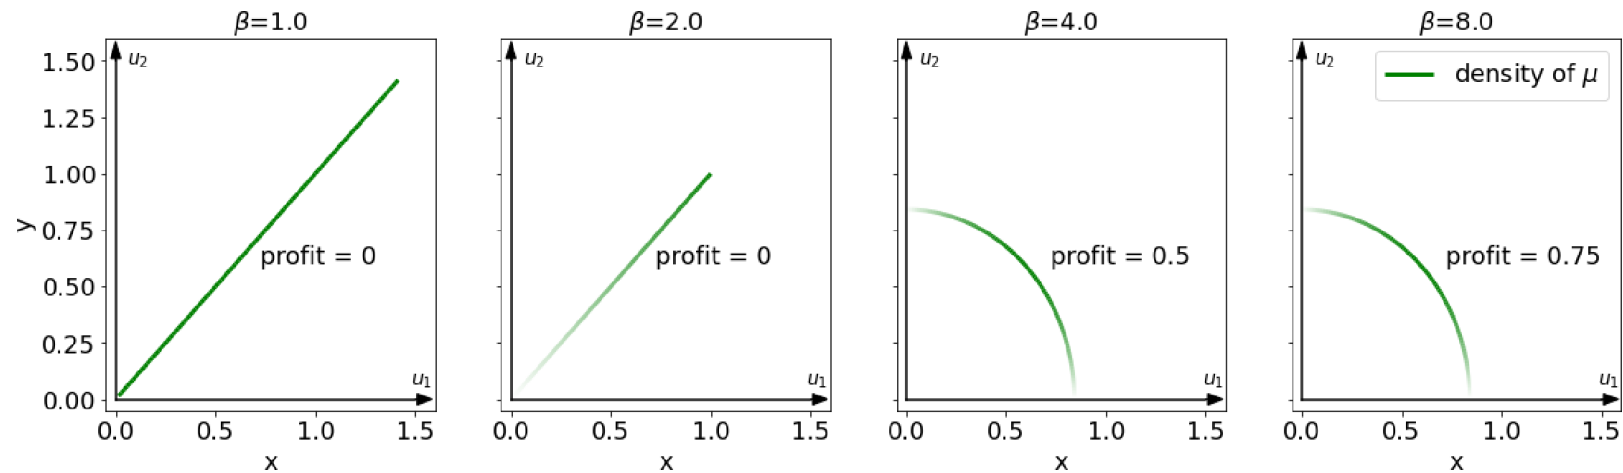 β=1.0
β=2.0
β=4.0
β=8.0
1.50
1.25
1.00
0.75
0.50
0.25
0.00
y
u₂
u₂
u₂
u₂
density of μ
profit = 0
profit = 0
profit = 0.5
profit = 0.75
u₁
u₁
u₁
u₁
0.0 0.5 1.0 1.5
0.0 0.5 1.0 1.5
0.0 0.5 1.0 1.5
0.0 0.5 1.0 1.5
x
x
x
x